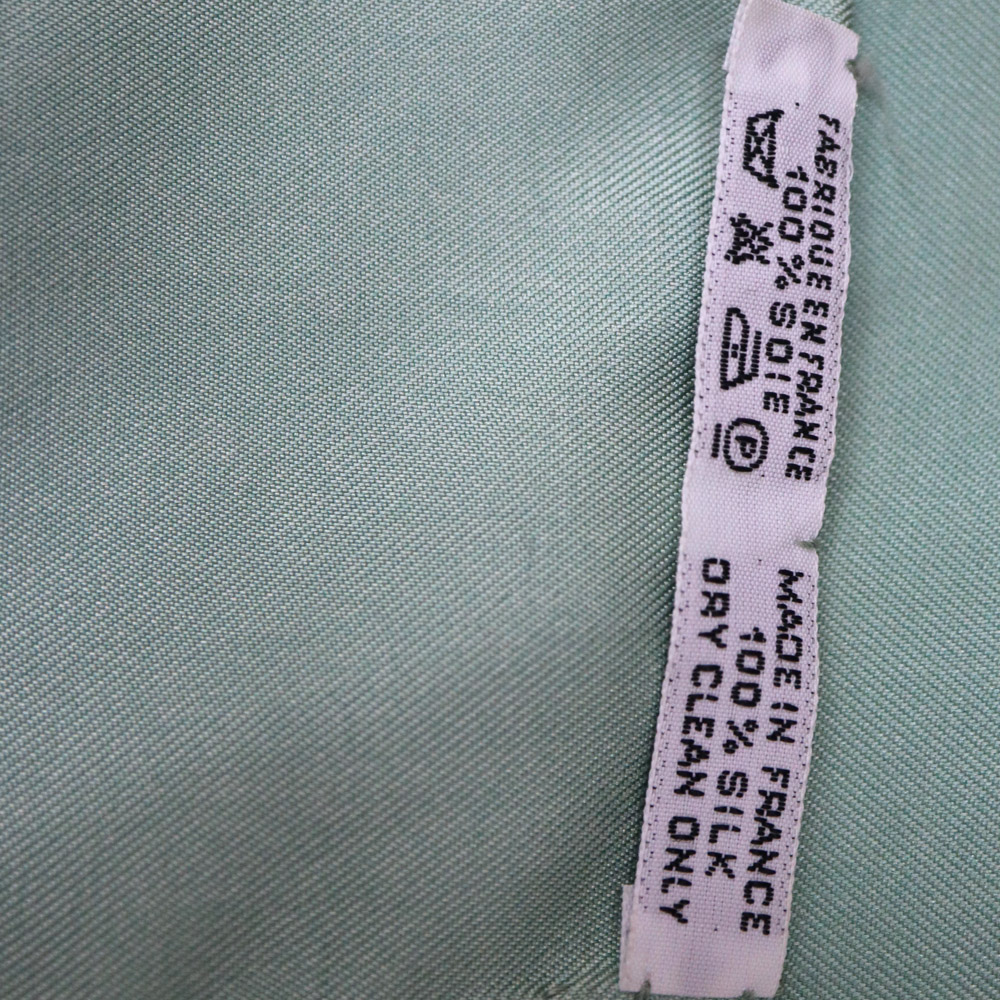 FABRIQUE EN FRANCE
100 % SOIE
P
MADE IN FRANCE
100 % SILK
DRY CLEAN ONLY